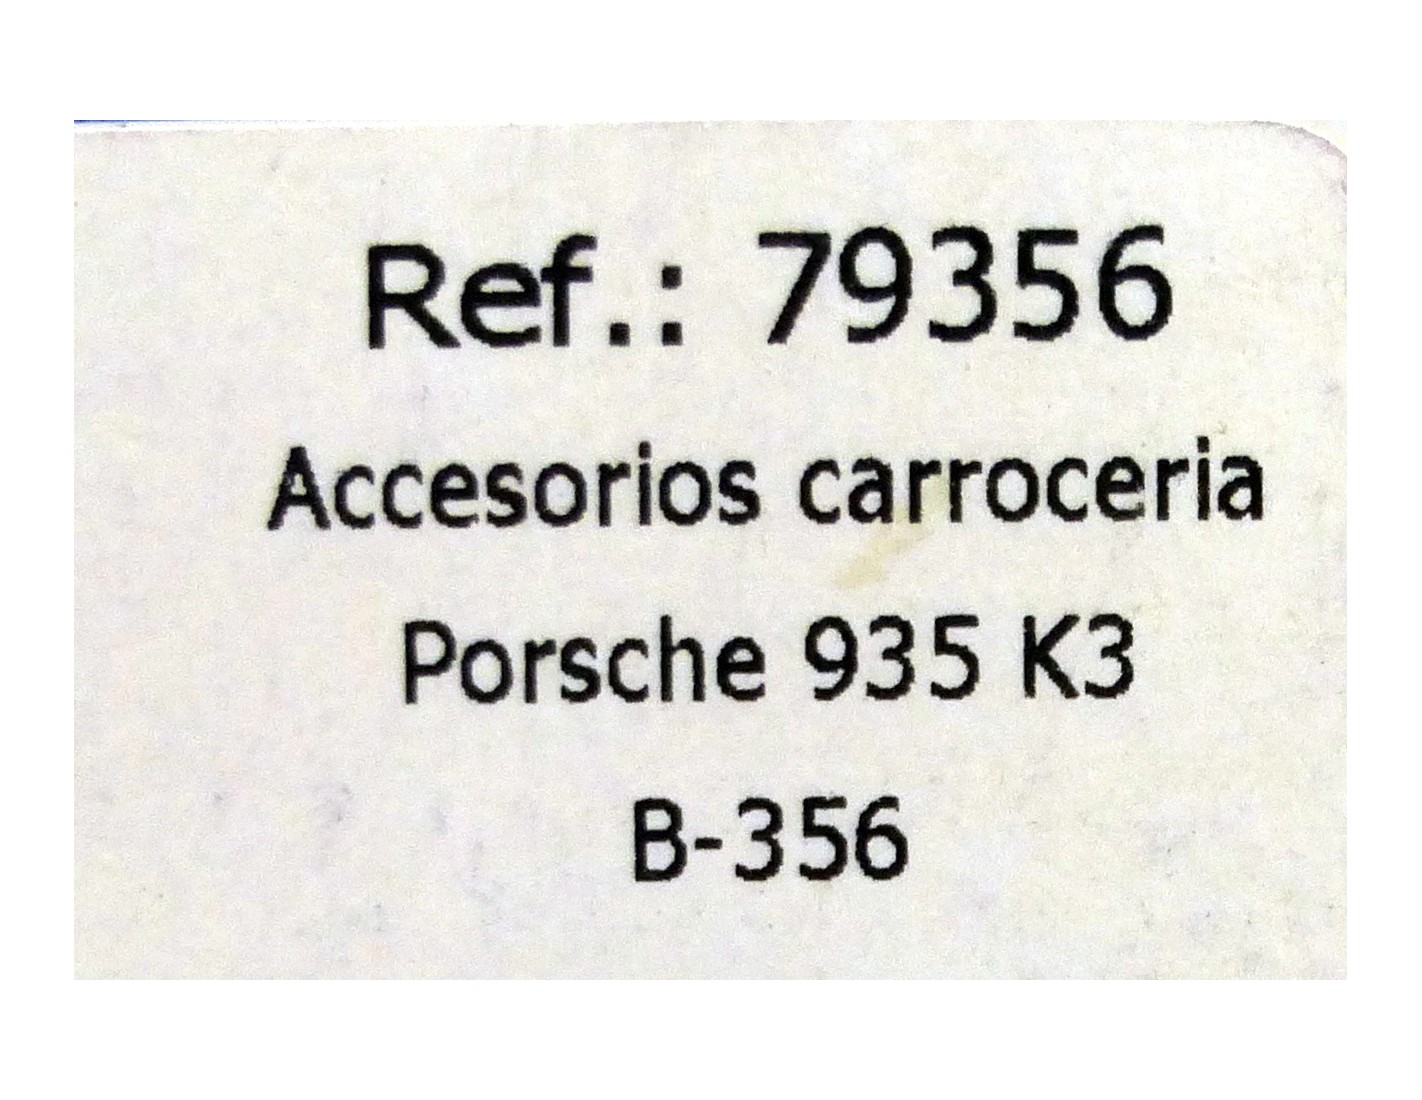 Ref.: 79356
Accesorios carroceria
Porsche 935 K3
B-356